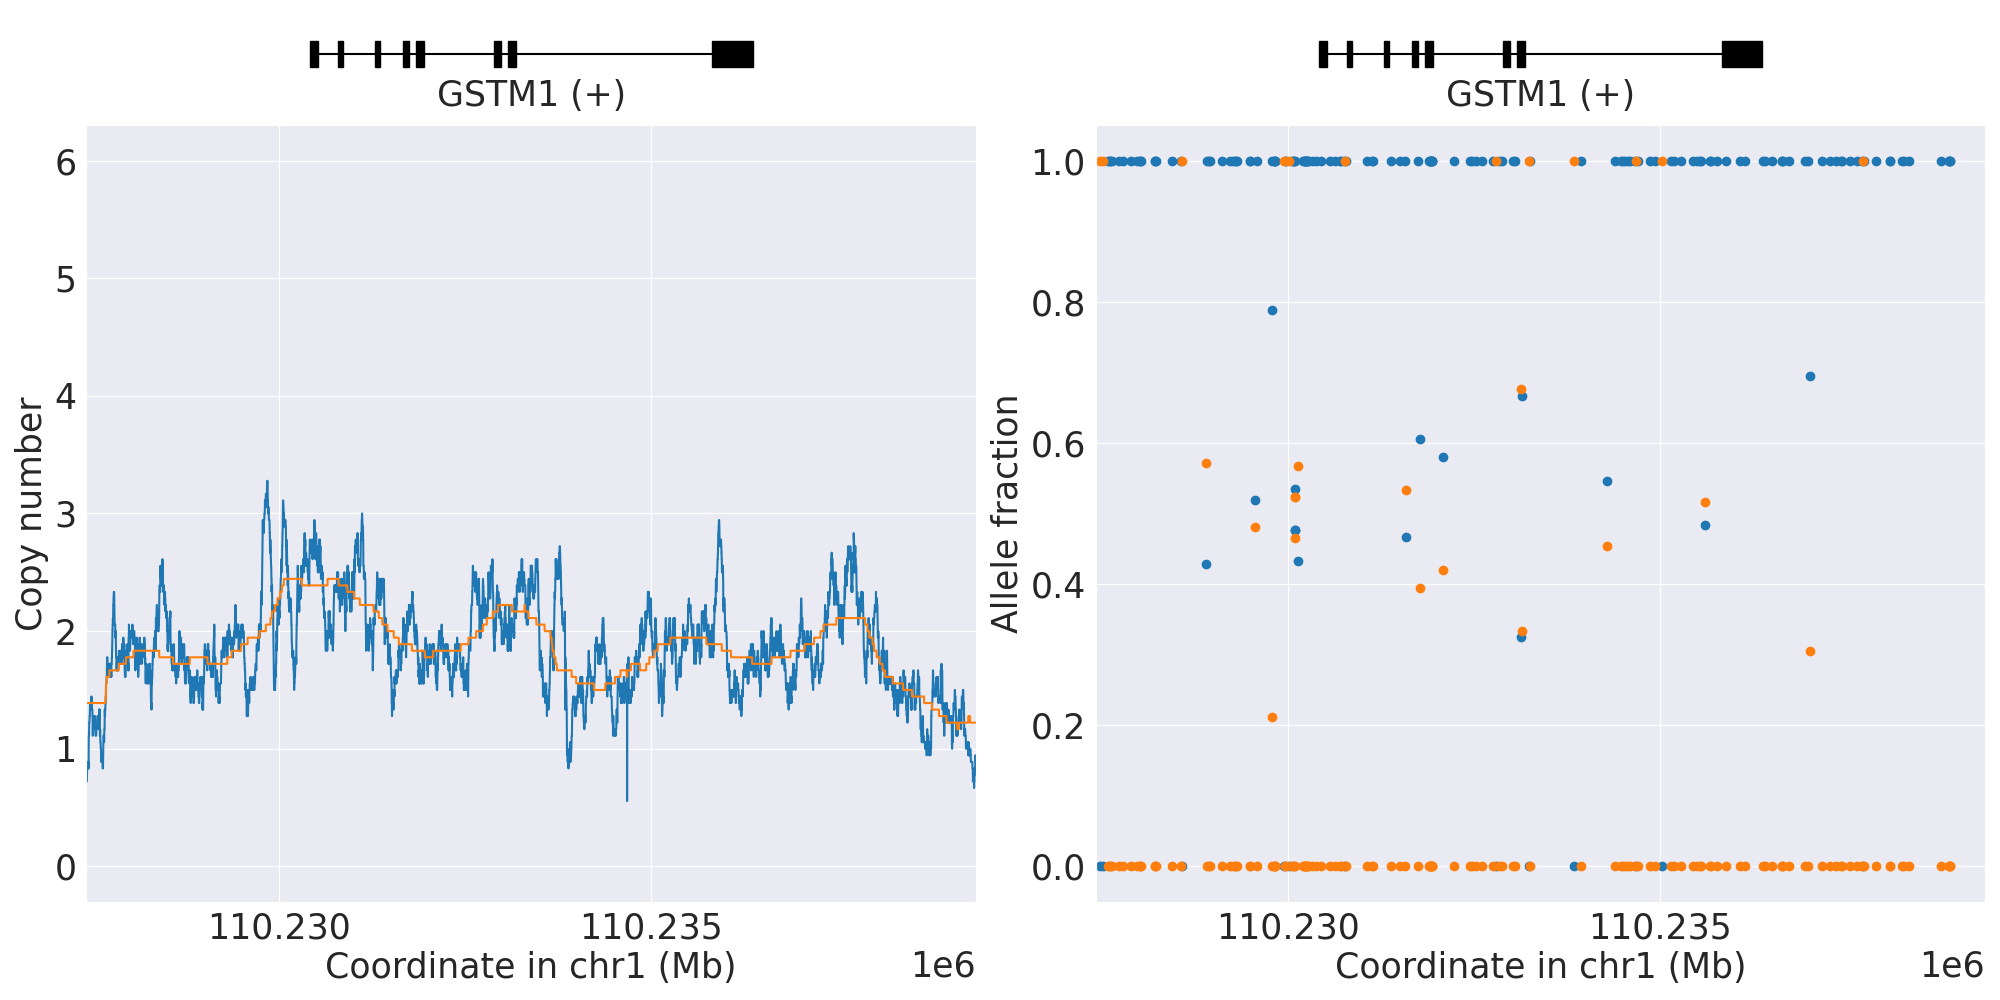 GSTM1 (+)
6
5
4
3
2
1
0
Copy number
110.230
110.235
Coordinate in chr1 (Mb)
1e6
GSTM1 (+)
1.0
0.8
0.6
0.4
0.2
0.0
Allele fraction
110.230
110.235
Coordinate in chr1 (Mb)
1e6